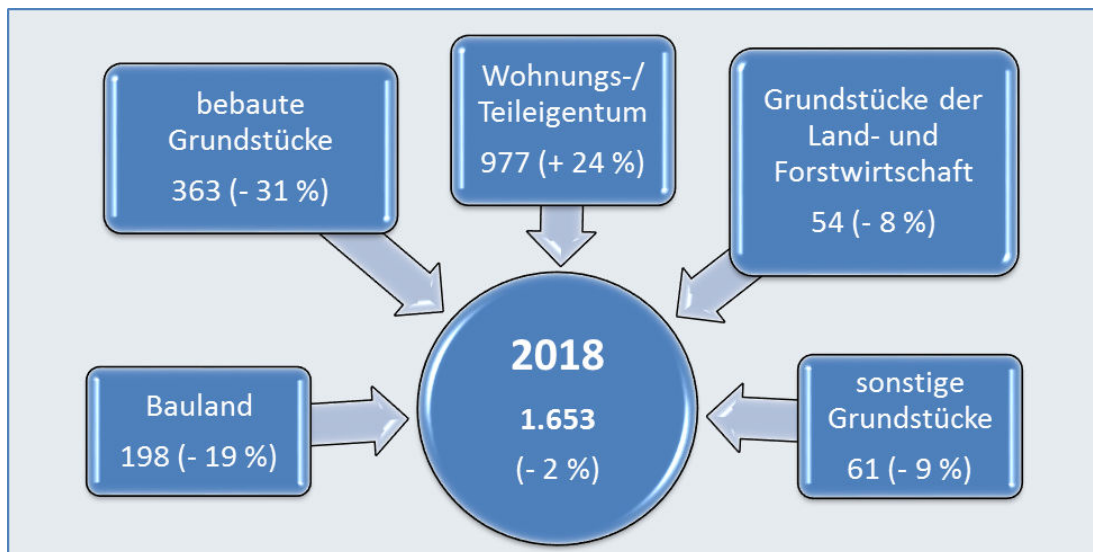 bebaute
Grundstücke
363 (- 31 %)
Wohnungs-/
Teileigentum
977 (+ 24 %)
Grundstücke der
Land- und
Forstwirtschaft
54 (- 8 %)
Bauland
198 (- 19 %)
2018
1.653
(- 2 %)
sonstige
Grundstücke
61 (- 9 %)